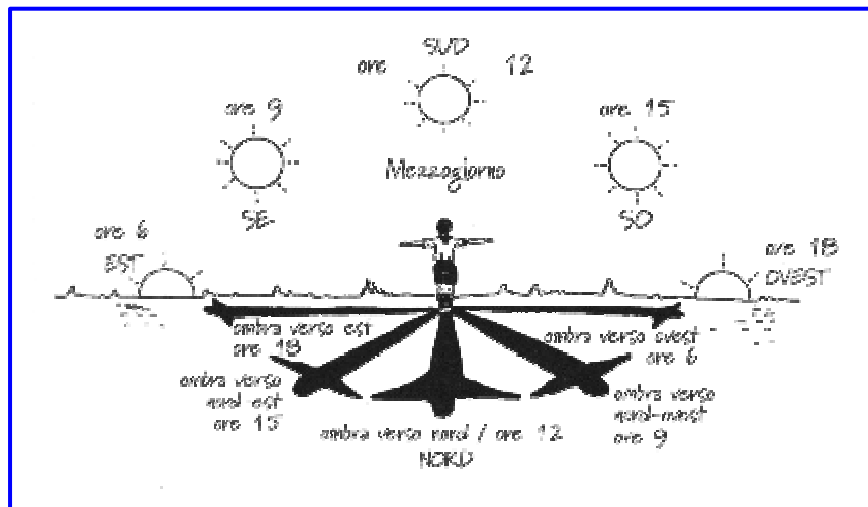 SUD
ore 12
ore 9
ore 15
Mezzogiorno
SE
SO
ore 6
EST
ore 18
OVEST
ombra verso est
ore 18
ombra verso ovest
ore 6
ombra verso
nord-est
ore 15
ombra verso
nord-ovest
ore 9
ombra verso nord / ore 12
NORD